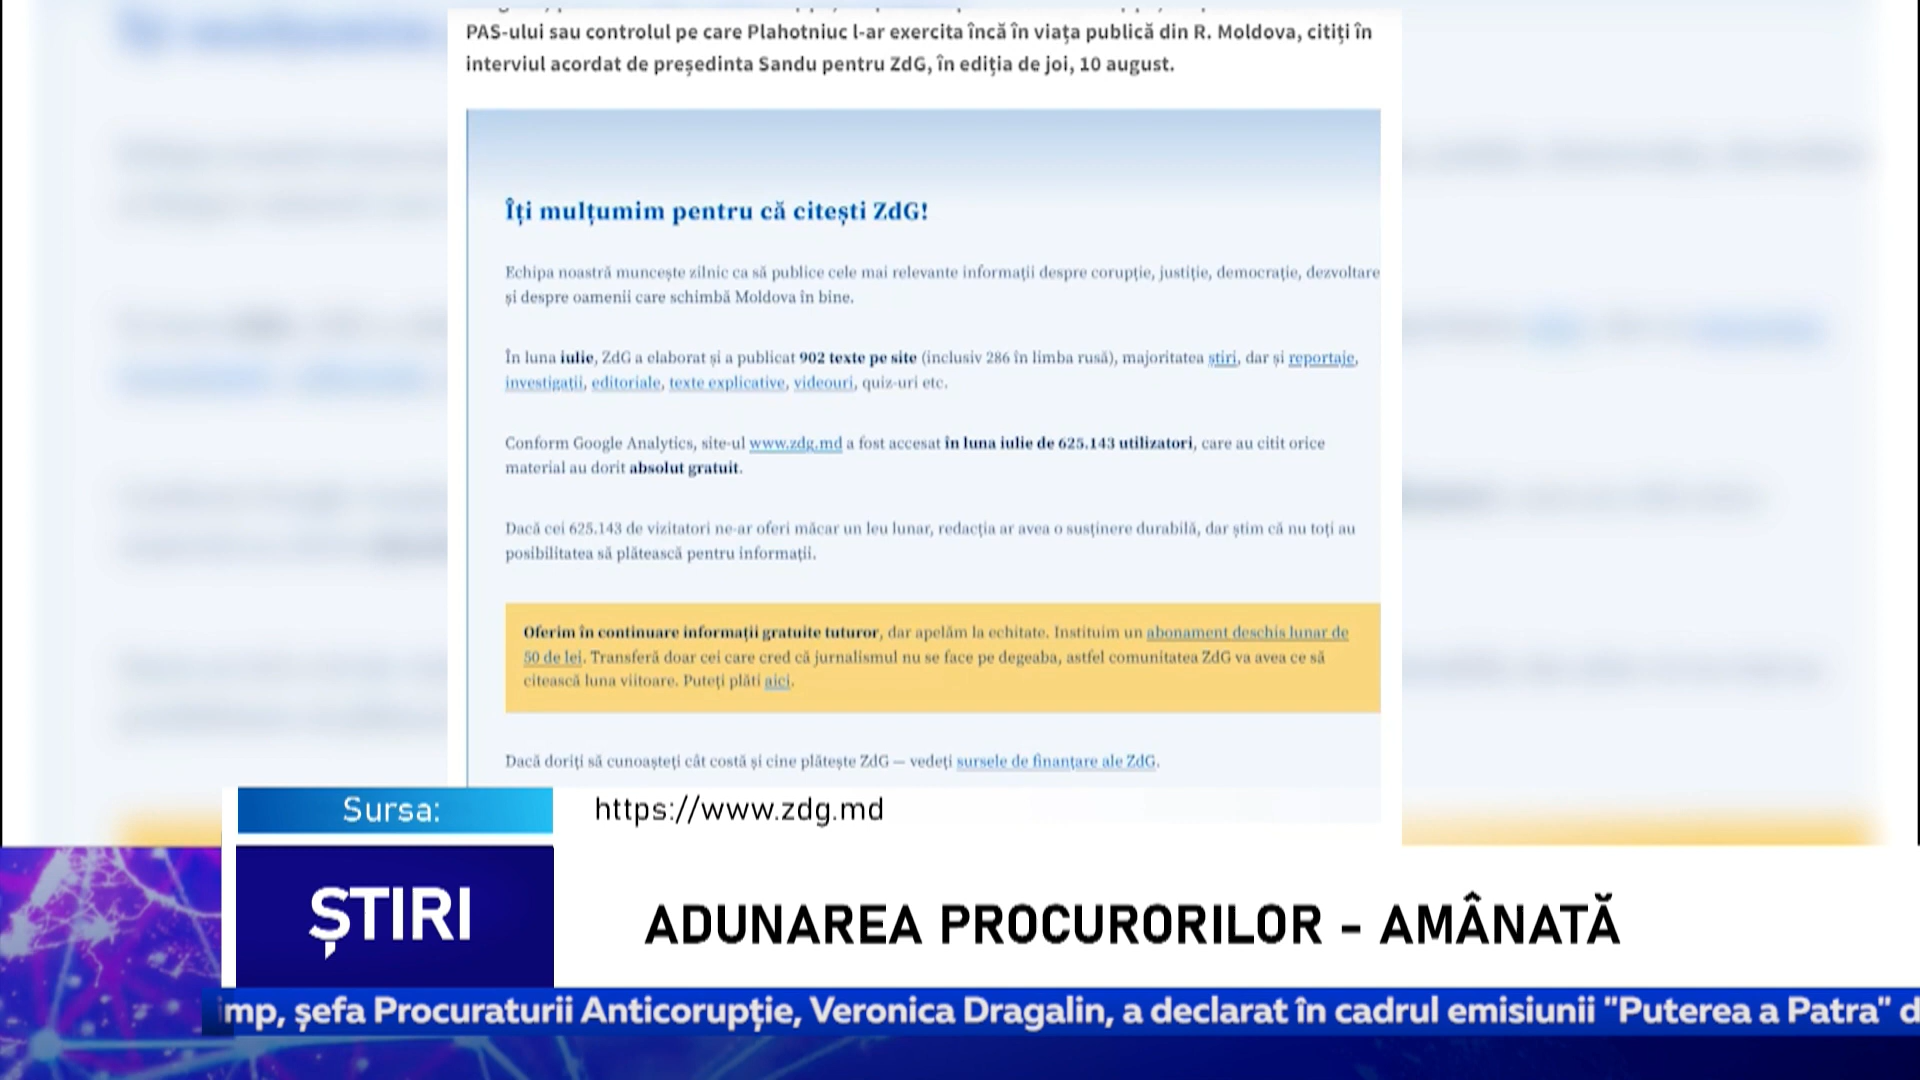 PAS-ului sau controlul pe care Plahotniuc l-ar exercita încă în viața publică din R. Moldova, citiți în
interviul acordat de președinta Sandu pentru ZdG, în ediția de joi, 10 august.
Îți mulțumim pentru că citești ZdG!
Echipa noastră muncește zilnic ca să publice cele mai relevante informații despre corupție, justiție, democrație, dezvoltare
și despre oamenii care schimbă Moldova în bine.
În luna iulie, ZdG a elaborat și a publicat 902 texte pe site (inclusiv 286 în limba rusă), majoritatea știri, dar și reportaje,
investigații, editoriale, texte explicative, videouri, quiz-uri etc.
Conform Google Analytics, site-ul www.zdg.md a fost accesat în luna iulie de 625.143 utilizatori, care au citit orice
material au dorit absolut gratuit.
Dacă cei 625.143 de vizitatori ne-ar oferi măcar un leu lunar, redacția ar avea o susținere durabilă, dar știm că nu toți au
posibilitatea să plătească pentru informații.
Oferim în continuare informații gratuite tuturor, dar apelăm la echitate. Instituim un abonament deschis lunar de
50 de lei. Transferă doar cei care cred că jurnalismul nu se face pe degeaba, astfel comunitatea ZdG va avea ce să
citească luna viitoare. Puteți plăti aici.
Dacă doriți să cunoașteți cât costă și cine plătește ZdG — vedeți sursele de finanțare ale ZdG.
Sursa: https://www.zdg.md
ȘTIRI
ADUNAREA PROCURORILOR - AMÂNATĂ
imp, șefa Procuraturii Anticorupție, Veronica Dragalin, a declarat în cadrul emisiunii "Puterea a Patra" d